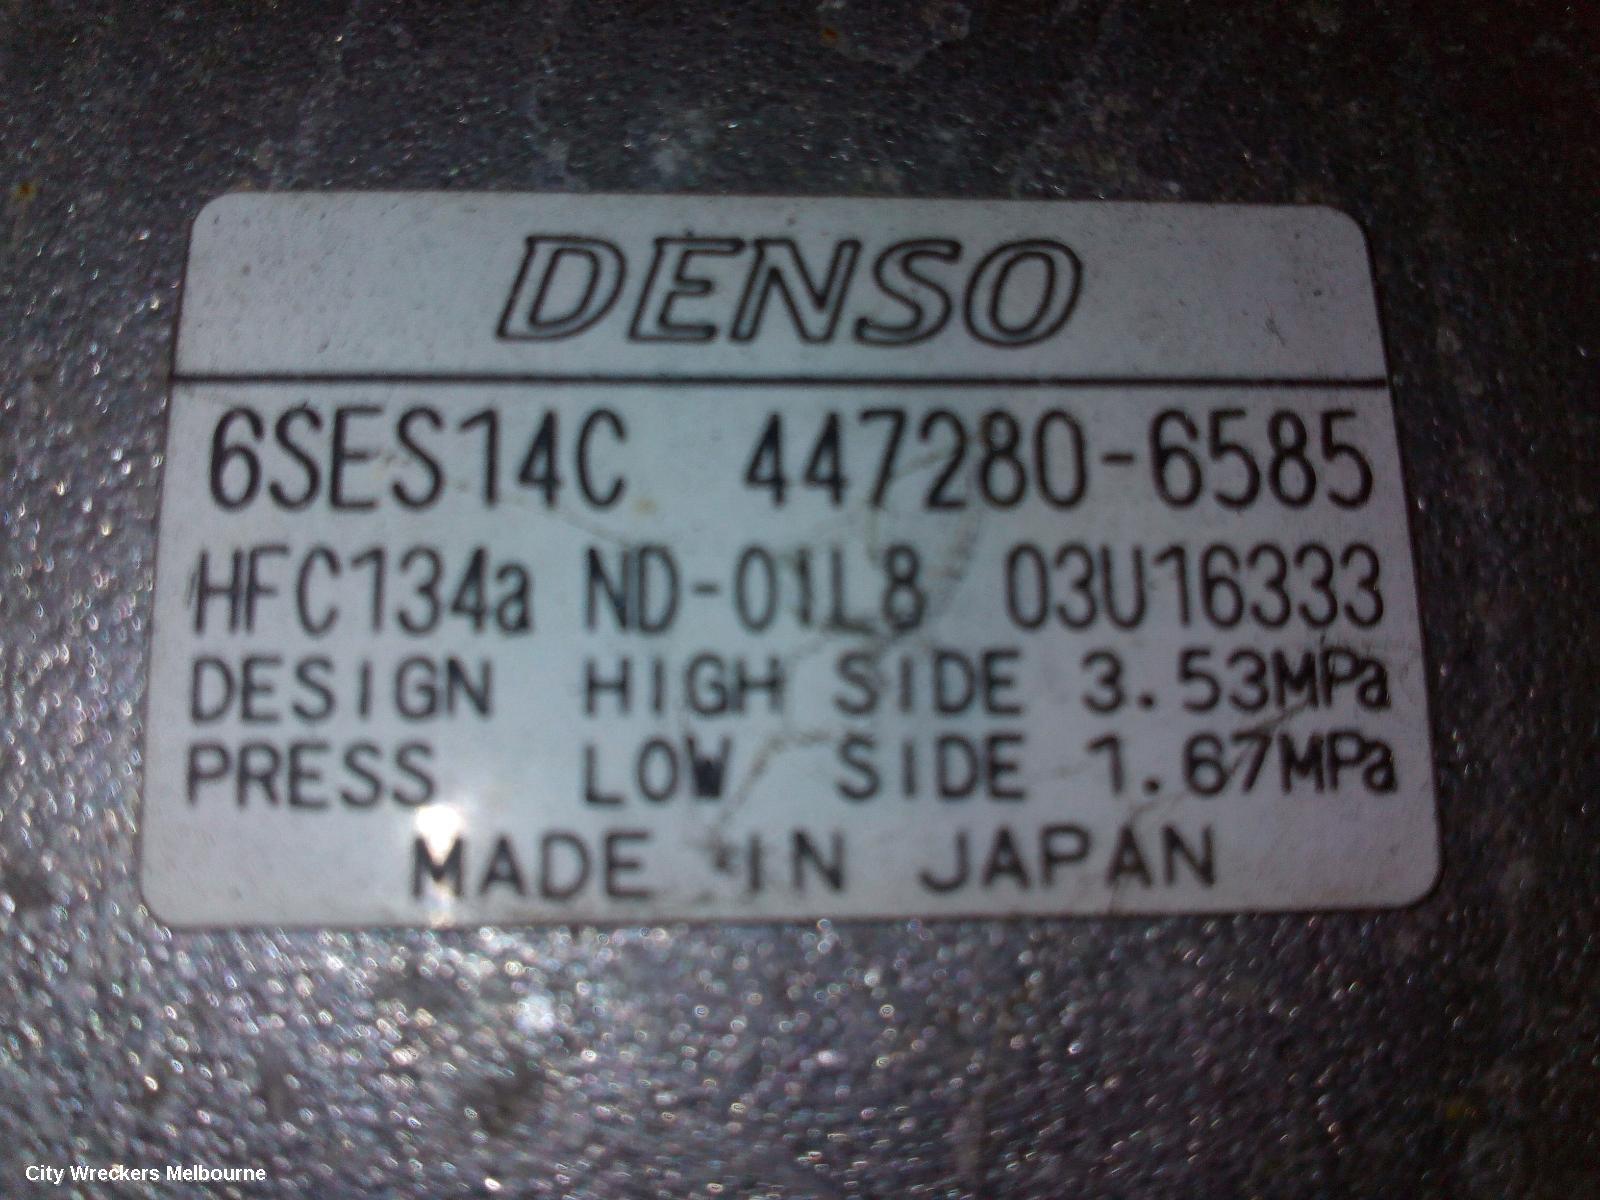 DENSO
6SES14C 447280-6585
HFC134a ND-01L8 03U16333
DESIGN HIGH SIDE 3.53MPa
PRESS LOW SIDE 1.67MPa
MADE IN JAPAN
City Wreckers Melbourne